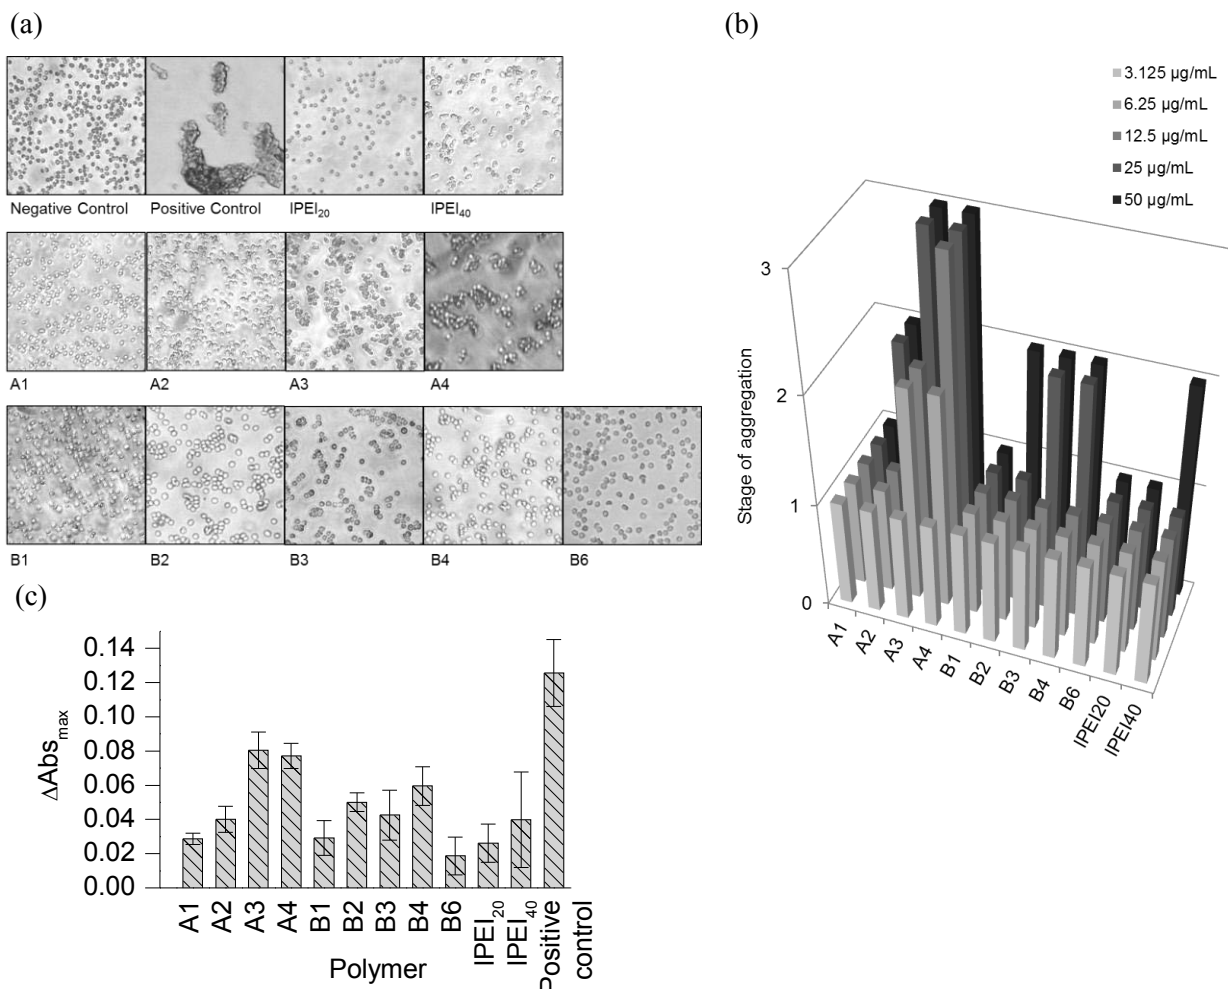 (a)
Negative Control Positive Control lPEI20 lPEI40
A1 A2 A3 A4
B1 B2 B3 B4 B6
(b)
3.125 µg/mL
6.25 µg/mL
12.5 µg/mL
25 µg/mL
50 µg/mL
Stage of aggregation
3
2
1
0
A1
A2
A3
A4
B1
B2
B3
B4
B6
lPEI20
lPEI40
(c)
ΔAbsmax
0.14
0.12
0.10
0.08
0.06
0.04
0.02
0.00
A1
A2
A3
A4
B1
B2
B3
B4
B6
lPEI20
lPEI40
Positive
control
Polymer